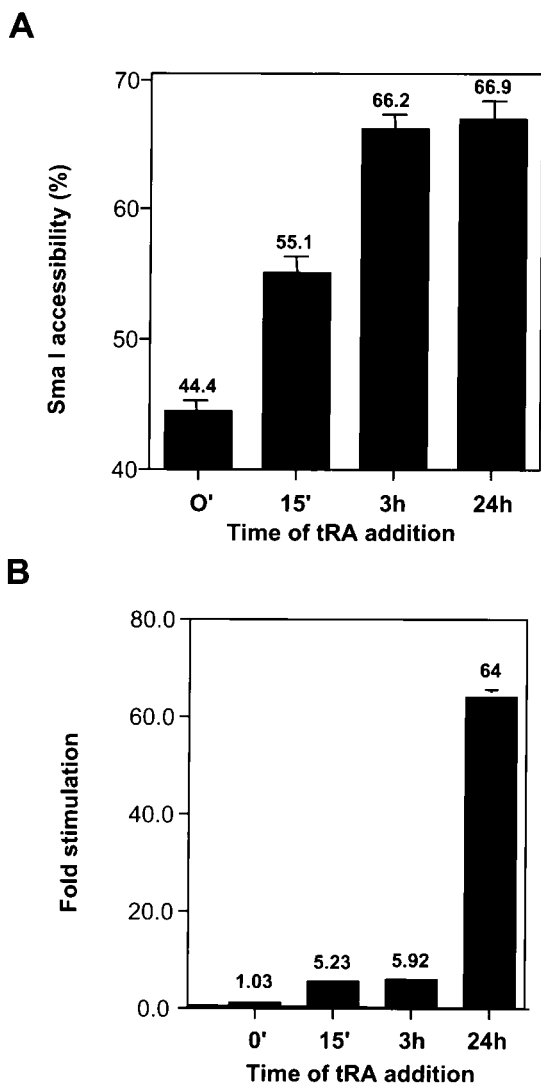 A
Sma I accessibility (%)
70
60
50
40
44.4
55.1
66.2
66.9
O'
15'
3h
24h
Time of tRA addition
B
Fold stimulation
80.0
60.0
40.0
20.0
0.0
1.03
5.23
5.92
64
0'
15'
3h
24h
Time of tRA addition